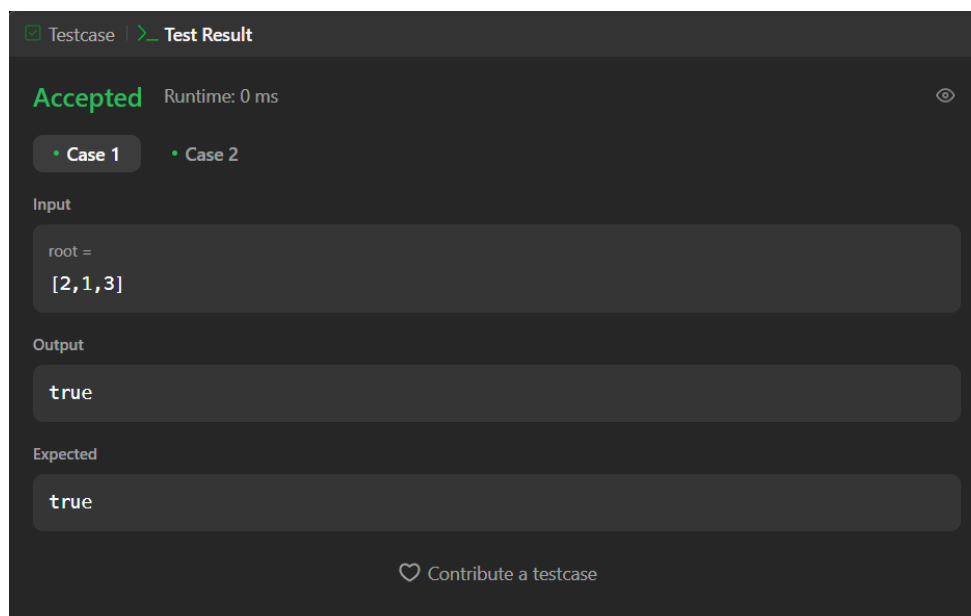 Testcase | >_ Test Result
Accepted Runtime: 0 ms
• Case 1 • Case 2
Input
root =
[2,1,3]
Output
true
Expected
true
Contribute a testcase